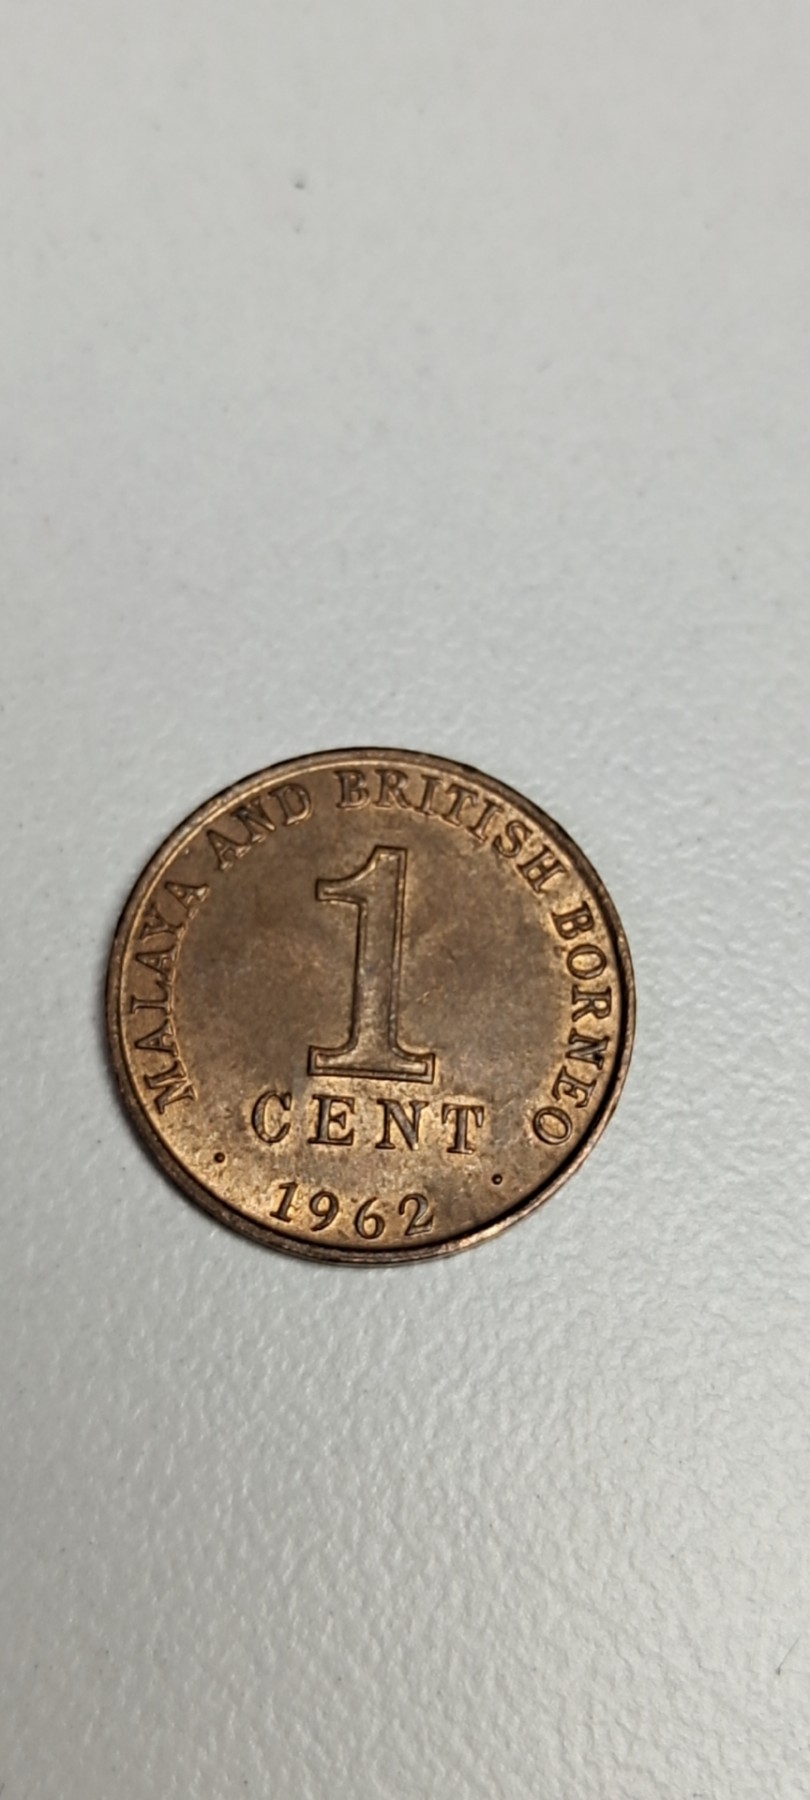 MALAYA AND BRITISH BORNEO
1
CENT
1962